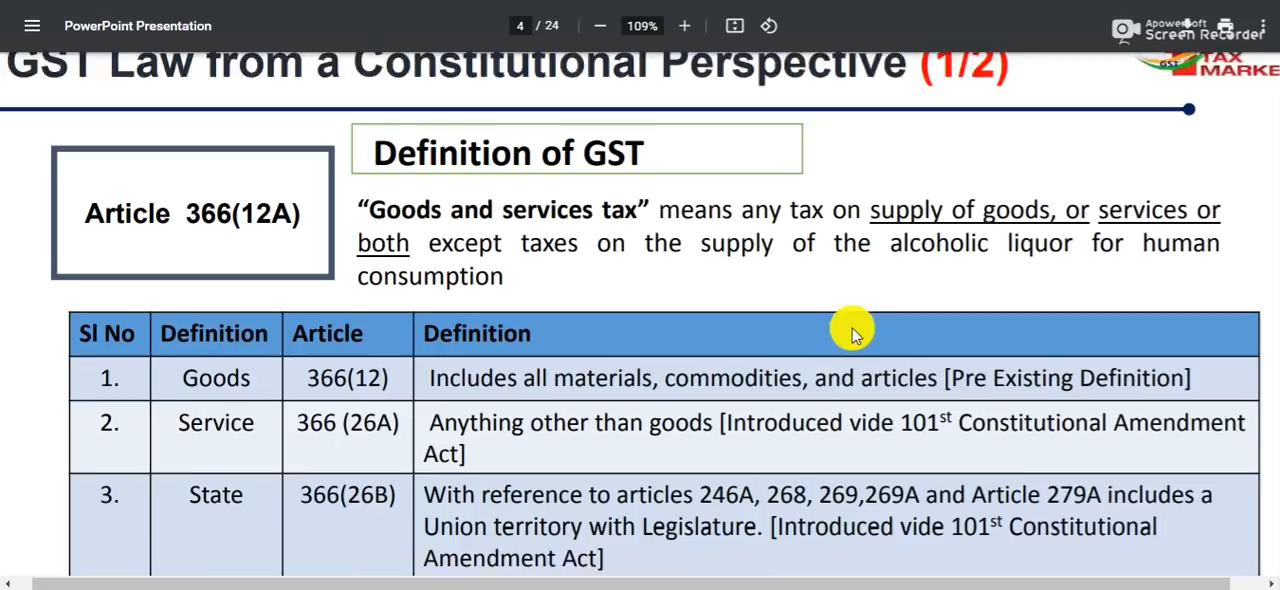 PowerPoint Presentation
4 / 24
109%
Apowersoft
Screen Recorder
GST Law from a Constitutional Perspective (1/2)
GST
TAX
MARKE
Definition of GST
Article 366(12A)
“Goods and services tax” means any tax on supply of goods, or services or
both except taxes on the supply of the alcoholic liquor for human
consumption
Sl No Definition Article Definition
1. Goods 366(12) Includes all materials, commodities, and articles [Pre Existing Definition]
2. Service 366 (26A) Anything other than goods [Introduced vide 101st Constitutional Amendment
Act]
3. State 366(26B) With reference to articles 246A, 268, 269,269A and Article 279A includes a
Union territory with Legislature. [Introduced vide 101st Constitutional
Amendment Act]